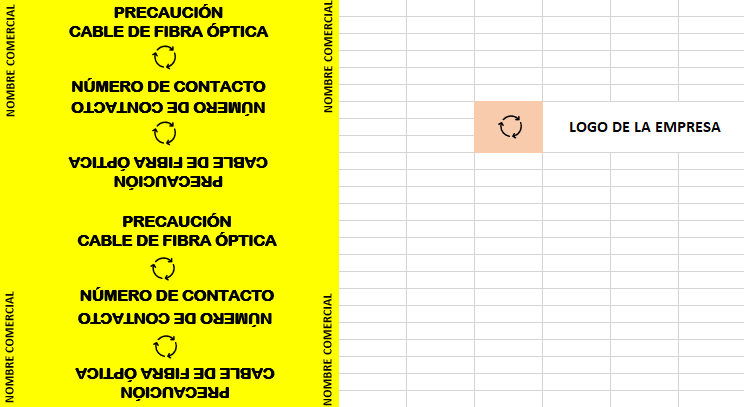 NOMBRE COMERCIAL
PRECAUCIÓN
CABLE DE FIBRA ÓPTICA
NÚMERO DE CONTACTO
NÚMERO DE CONTACTO
CABLE DE FIBRA ÓPTICA
PRECAUCIÓN
NOMBRE COMERCIAL
LOGO DE LA EMPRESA
NOMBRE COMERCIAL
PRECAUCIÓN
CABLE DE FIBRA ÓPTICA
NÚMERO DE CONTACTO
NÚMERO DE CONTACTO
CABLE DE FIBRA ÓPTICA
PRECAUCIÓN
NOMBRE COMERCIAL